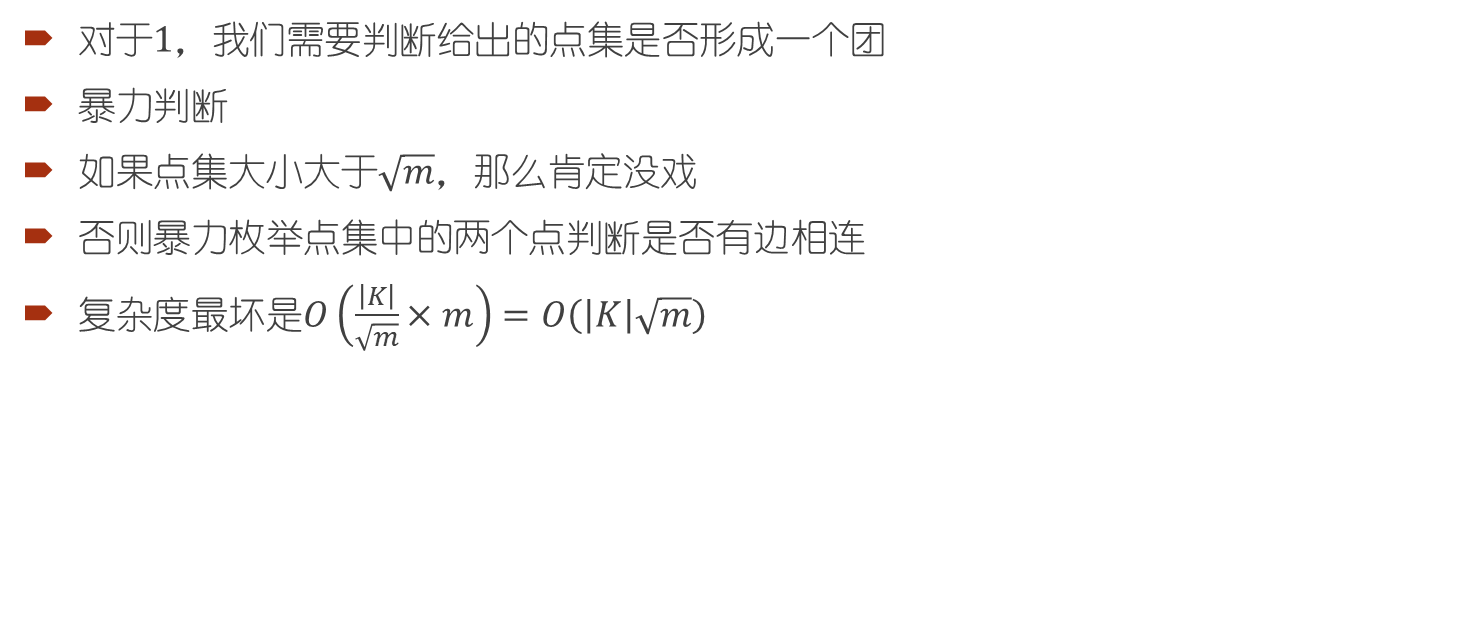 对于1，我们需要判断给出的点集是否形成一个团
暴力判断
如果点集大小大于√m，那么肯定没戏
否则暴力枚举点集中的两个点判断是否有边相连
复杂度最坏是O(|K|/√m × m) = O(|K|√m)